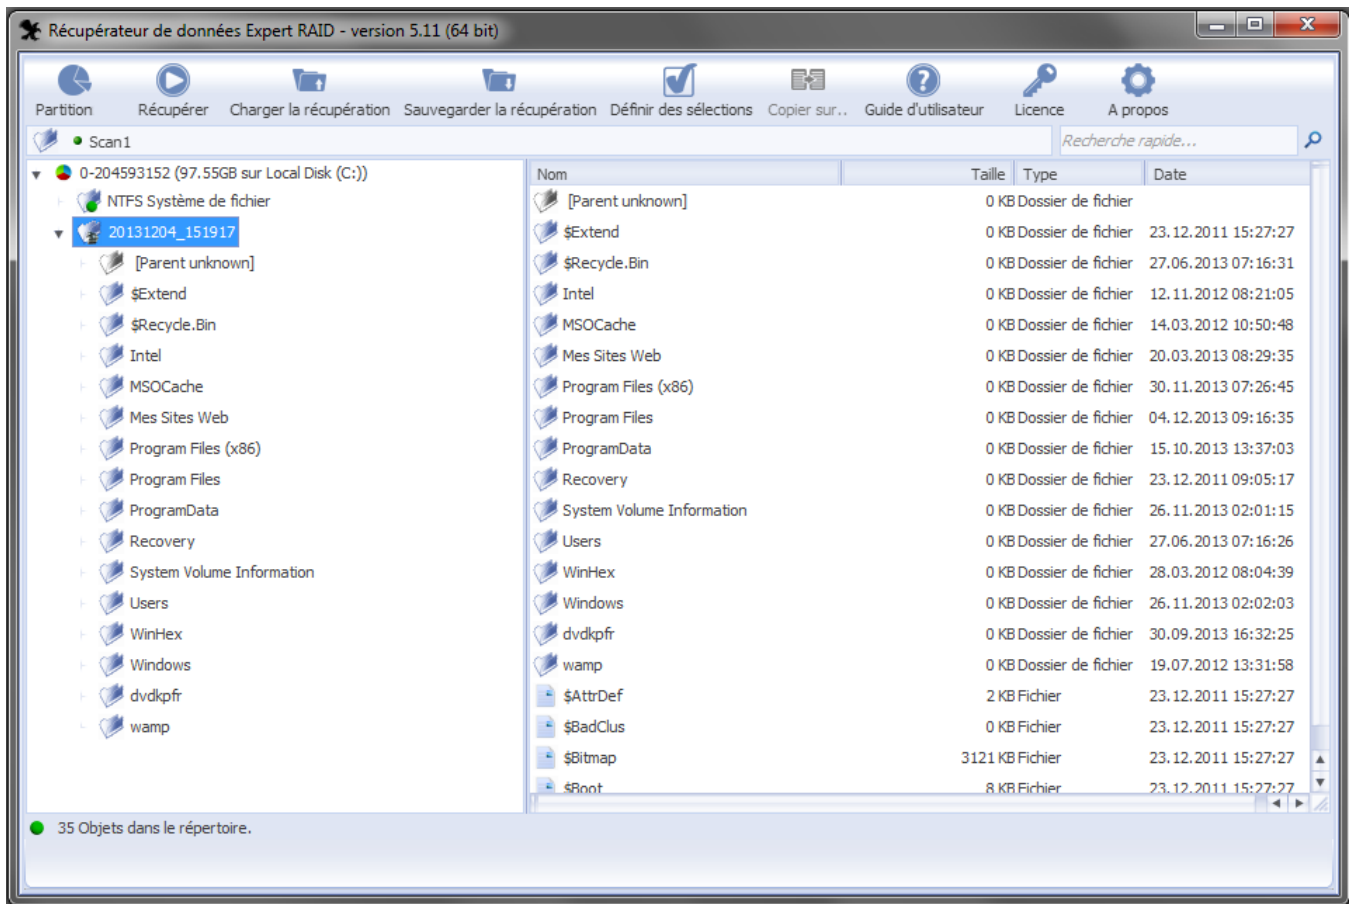 Récupérateur de données Expert RAID - version 5.11 (64 bit)
Partition Récupérer Charger la récupération Sauvegarder la récupération Définir des sélections Copier sur.. Guide d'utilisateur Licence A propos
Scan1 Recherche rapide...
0-204593152 (97.55GB sur Local Disk (C:))
NTFS Système de fichier
20131204_151917
[Parent unknown]
$Extend
$Recycle.Bin
Intel
MSOCache
Mes Sites Web
Program Files (x86)
Program Files
ProgramData
Recovery
System Volume Information
Users
WinHex
Windows
dvdkpfr
wamp
Nom Taille Type Date
[Parent unknown] 0 KB Dossier de fichier
$Extend 0 KB Dossier de fichier 23.12.2011 15:27:27
$Recycle.Bin 0 KB Dossier de fichier 27.06.2013 07:16:31
Intel 0 KB Dossier de fichier 12.11.2012 08:21:05
MSOCache 0 KB Dossier de fichier 14.03.2012 10:50:48
Mes Sites Web 0 KB Dossier de fichier 20.03.2013 08:29:35
Program Files (x86) 0 KB Dossier de fichier 30.11.2013 07:26:45
Program Files 0 KB Dossier de fichier 04.12.2013 09:16:35
ProgramData 0 KB Dossier de fichier 15.10.2013 13:37:03
Recovery 0 KB Dossier de fichier 23.12.2011 09:05:17
System Volume Information 0 KB Dossier de fichier 26.11.2013 02:01:15
Users 0 KB Dossier de fichier 27.06.2013 07:16:26
WinHex 0 KB Dossier de fichier 28.03.2012 08:04:39
Windows 0 KB Dossier de fichier 26.11.2013 02:02:03
dvdkpfr 0 KB Dossier de fichier 30.09.2013 16:32:25
wamp 0 KB Dossier de fichier 19.07.2012 13:31:58
$AttrDef 2 KB Fichier 23.12.2011 15:27:27
$BadClus 0 KB Fichier 23.12.2011 15:27:27
$Bitmap 3121 KB Fichier 23.12.2011 15:27:27
$Boot 8 KB Fichier 23.12.2011 15:27:27
35 Objets dans le répertoire.